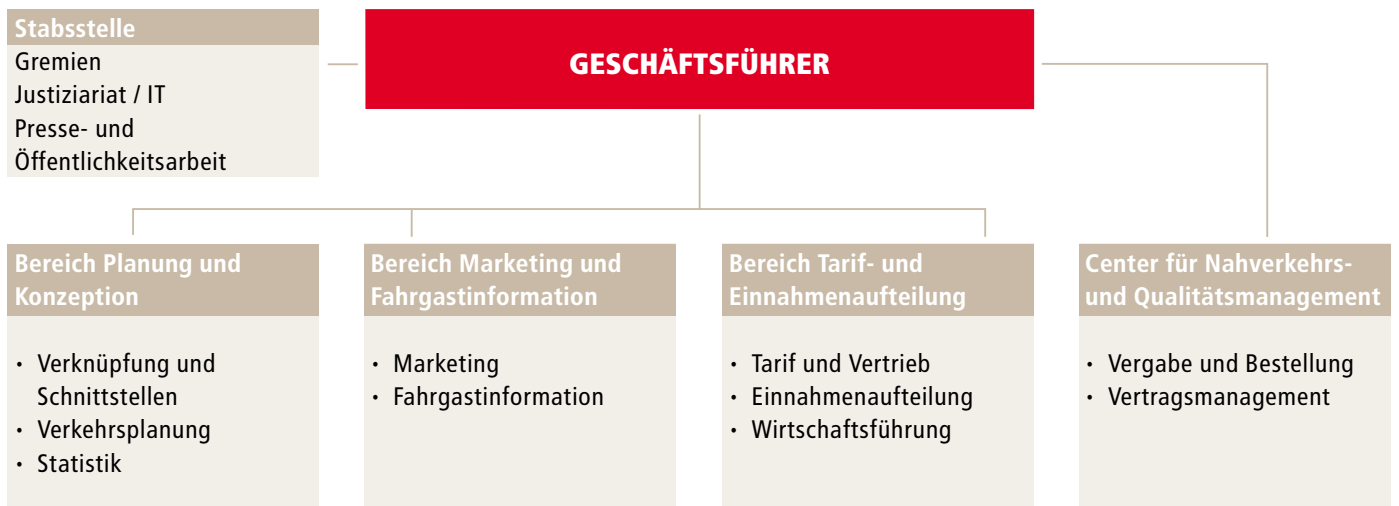 Stabsstelle
Gremien
Justiziariat / IT
Presse- und
Öffentlichkeitsarbeit
GESCHÄFTSFÜHRER
Bereich Planung und
Konzeption
· Verknüpfung und
Schnittstellen
· Verkehrsplanung
· Statistik
Bereich Marketing und
Fahrgastinformation
· Marketing
· Fahrgastinformation
Bereich Tarif- und
Einnahmenaufteilung
· Tarif und Vertrieb
· Einnahmenaufteilung
· Wirtschaftsführung
Center für Nahverkehrs-
und Qualitätsmanagement
· Vergabe und Bestellung
· Vertragsmanagement